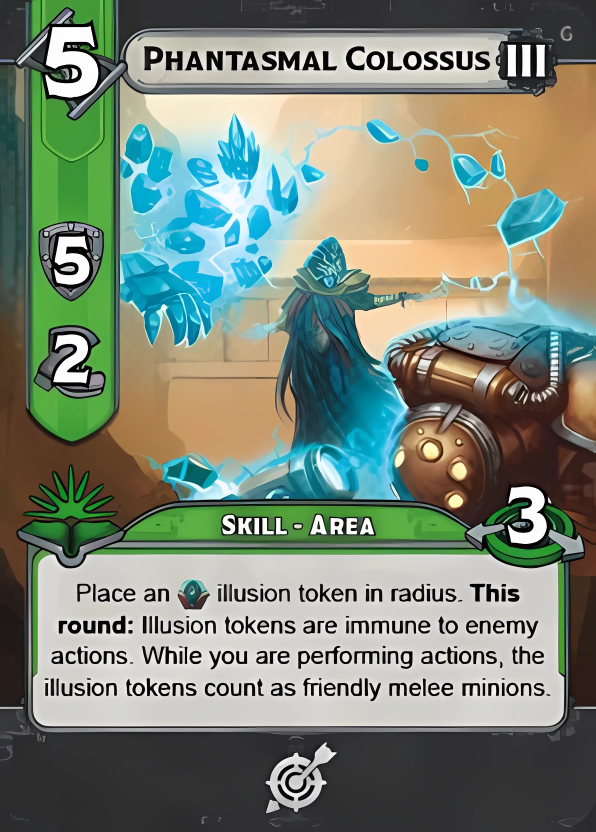 5
PHANTASMAL COLOSSUS III
G
5
2
SKILL - AREA
3
Place an illusion token in radius. This
round: Illusion tokens are immune to enemy
actions. While you are performing actions, the
illusion tokens count as friendly melee minions.